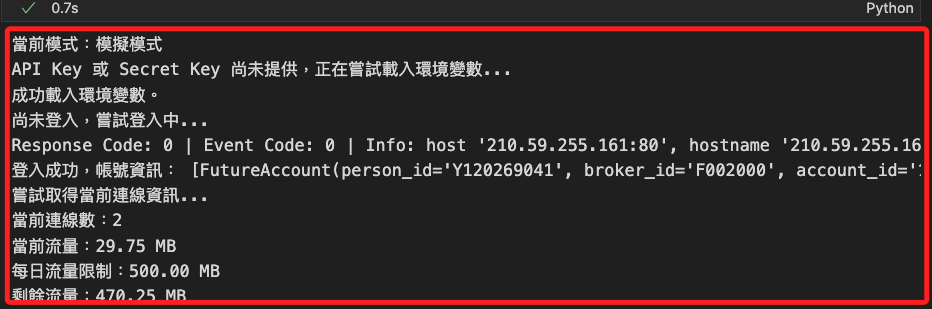 0.7s
Python
當前模式：模擬模式
API Key 或 Secret Key 尚未提供，正在嘗試載入環境變數...
成功載入環境變數。
尚未登入，嘗試登入中...
Response Code: 0 | Event Code: 0 | Info: host '210.59.255.161:80', hostname '210.59.255.16
登入成功，帳號資訊： [FutureAccount(person_id='Y120269041', broker_id='F002000', account_id='
嘗試取得當前連線資訊...
當前連線數：2
當前流量：29.75 MB
每日流量限制：500.00 MB
剩餘流量：470.25 MB